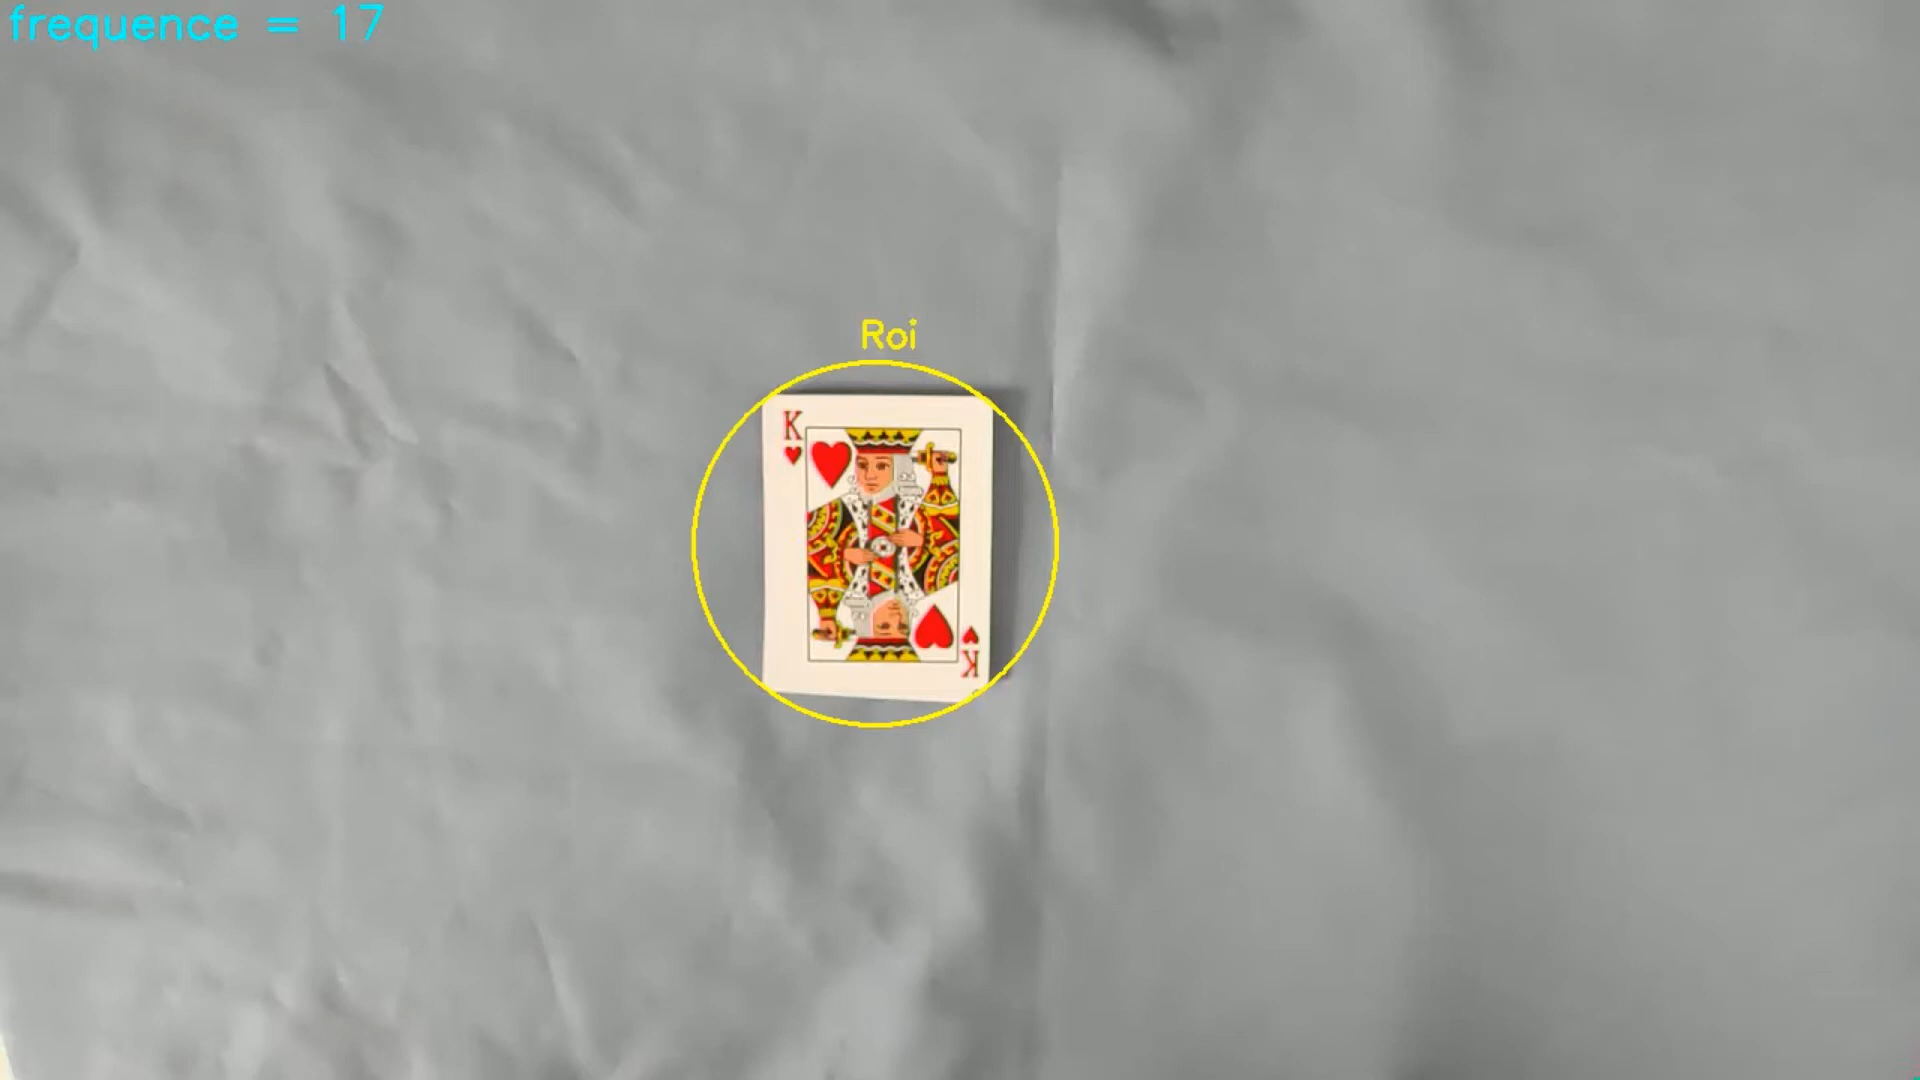 frequence = 17
Roi
K
K